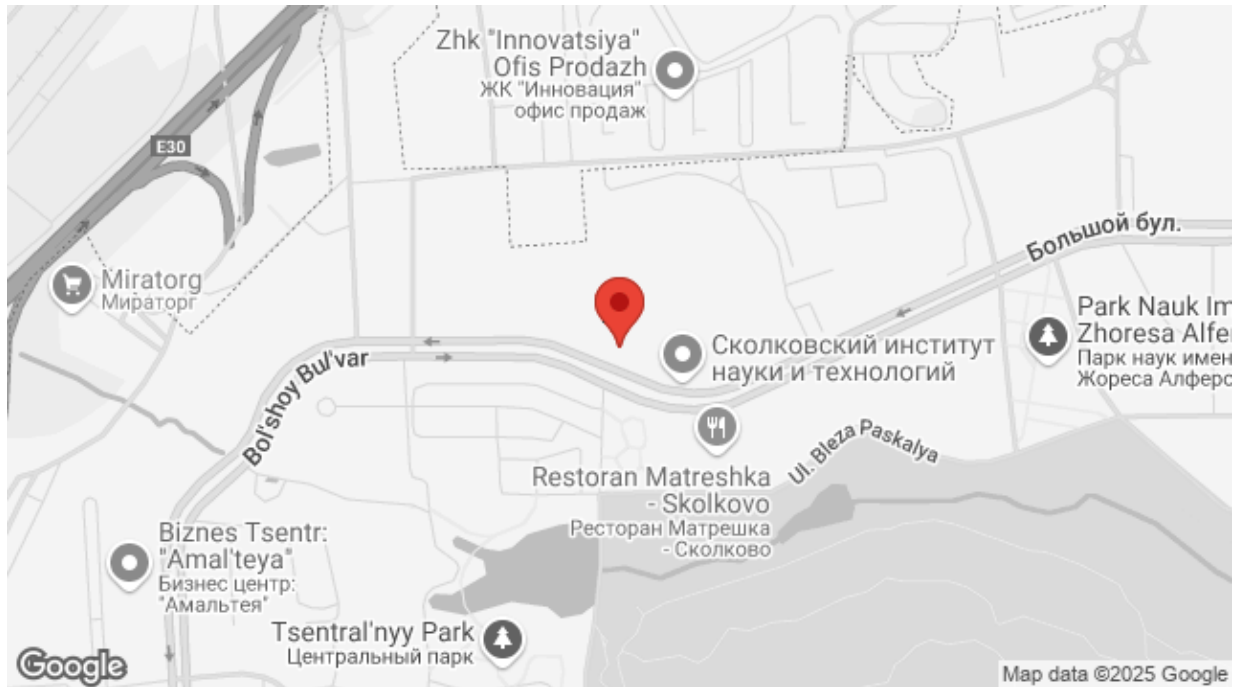 Zhk "Innovatsiya"
Ofis Prodazh
ЖК "Инновация"
офис продаж
E30
Большой бул.
Miratorg
Мираторг
Park Nauk Im
Zhoresa Alfe
Парк наук имен
Жореса Алферо
Сколковский институт
науки и технологий
Bol'shoy Bul'var
Ul. Bleza Paskalya
Restoran Matreshka
- Skolkovo
Ресторан Матрешка
- Сколково
Biznes Tsentr:
"Amal'teya"
Бизнес центр:
"Амальтея"
Tsentral'nyy Park
Центральный парк
Google
Map data ©2025 Google